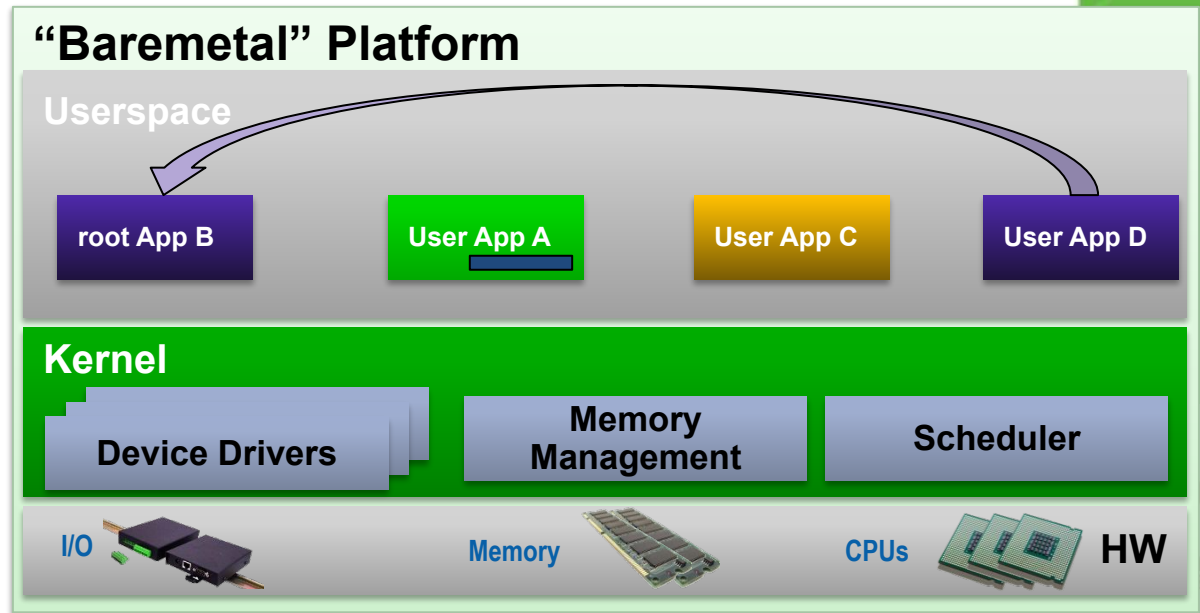 “Baremetal” Platform
Userspace
root App B
User App A
User App C
User App D
Kernel
Device Drivers
Memory
Management
Scheduler
I/O
Memory
CPUs
HW